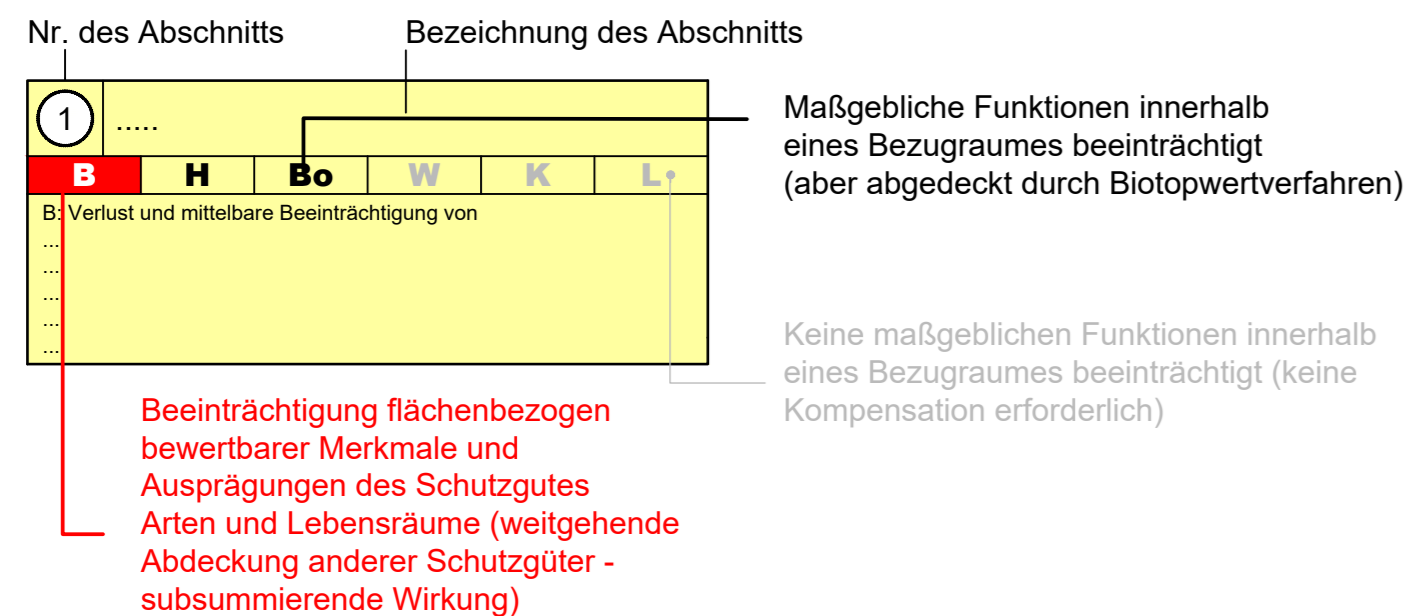 Nr. des Abschnitts
Bezeichnung des Abschnitts
1
.....
B H Bo W K L
B: Verlust und mittelbare Beeinträchtigung von
...
...
...
...
...
Maßgebliche Funktionen innerhalb
eines Bezugraumes beeinträchtigt
(aber abgedeckt durch Biotopwertverfahren)
Keine maßgeblichen Funktionen innerhalb
eines Bezugraumes beeinträchtigt (keine
Kompensation erforderlich)
Beeinträchtigung flächenbezogen
bewertbarer Merkmale und
Ausprägungen des Schutzgutes
Arten und Lebensräume (weitgehende
Abdeckung anderer Schutzgüter -
subsummierende Wirkung)